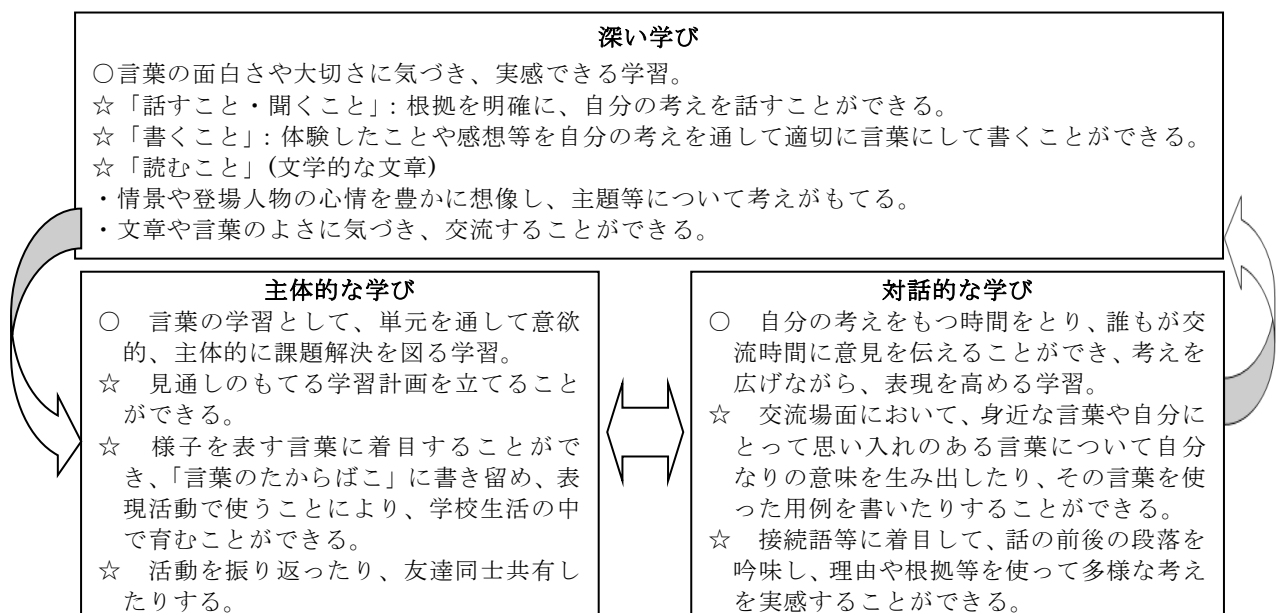 深い学び
○言葉の面白さや大切さに気づき、実感できる学習。
☆「話すこと・聞くこと」：根拠を明確に、自分の考えを話すことができる。
☆「書くこと」：体験したことや感想等を自分の考えを通して適切に言葉にして書くことができる。
☆「読むこと」(文学的な文章)
・情景や登場人物の心情を豊かに想像し、主題等について考えがもてる。
・文章や言葉のよさに気づき、交流することができる。
主体的な学び
○　言葉の学習として、単元を通して意欲
的、主体的に課題解決を図る学習。
☆　見通しのもてる学習計画を立てること
ができる。
☆　様子を表す言葉に着目することがで
き、「言葉のたからばこ」に書き留め、表
現活動で使うことにより、学校生活の中
で育むことができる。
☆　活動を振り返ったり、友達同士共有し
たりする。
対話的な学び
○　自分の考えをもつ時間をとり、誰もが交
流時間に意見を伝えることができ、考えを
広げながら、表現を高める学習。
☆　交流場面において、身近な言葉や自分に
とって思い入れのある言葉について自分
なりの意味を生み出したり、その言葉を使
った用例を書いたりすることができる。
☆　接続語等に着目して、話の前後の段落を
吟味し、理由や根拠等を使って多様な考え
を実感することができる。